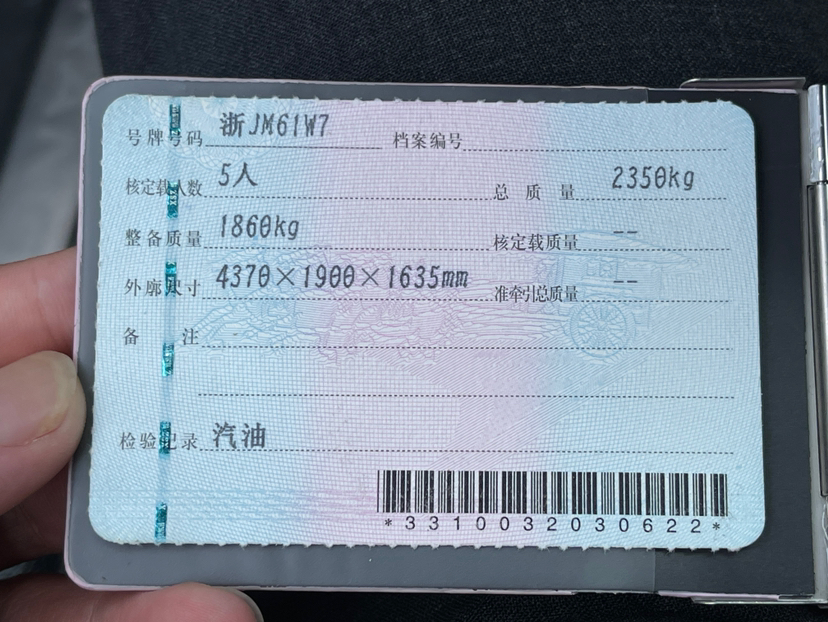 号牌号码 浙JM61W7 档案编号
核定载人数 5人 总质量 2350kg
整备质量 1860kg 核定载质量 --
外廓尺寸 4370×1900×1635mm 准牵引总质量 --
备注
检验记录 汽油
*3310032030622*